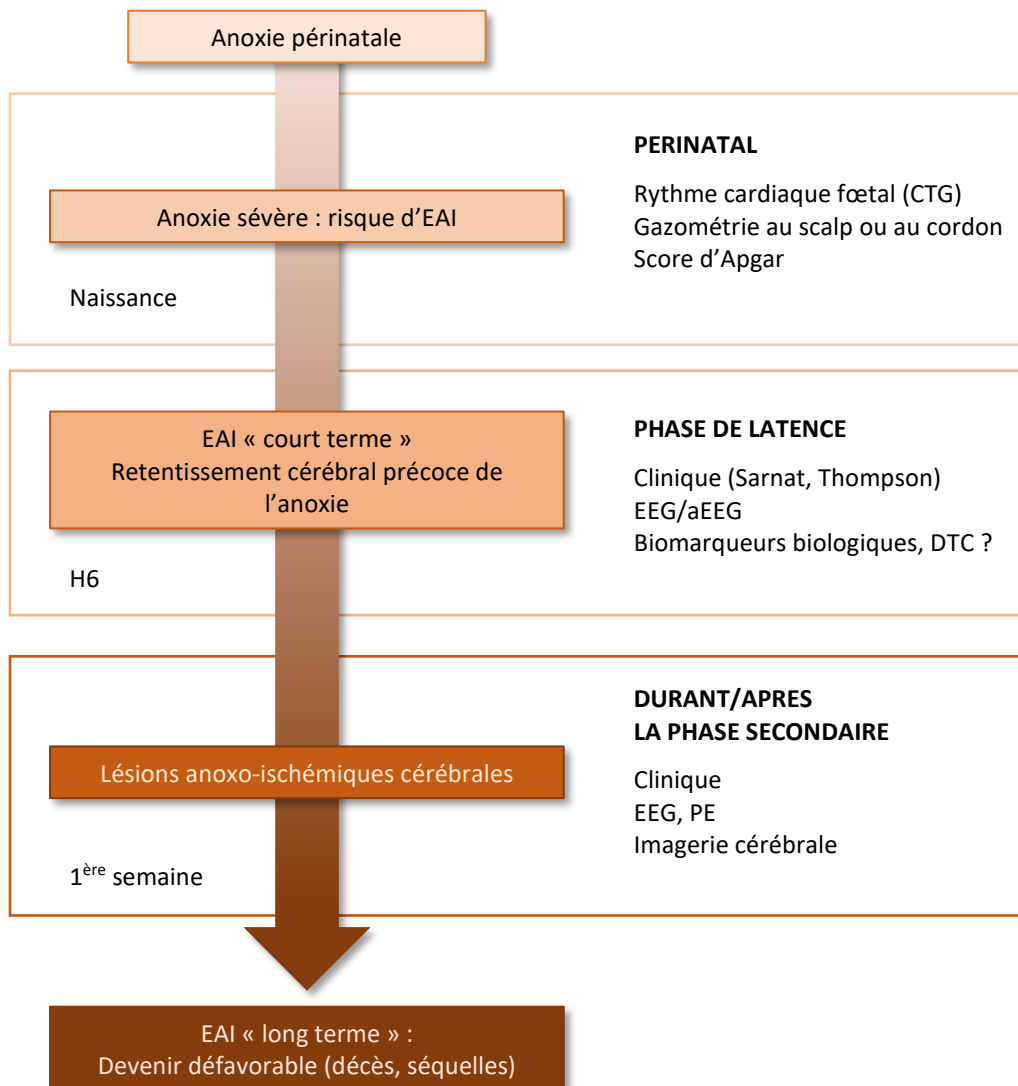 Anoxie périnatale
PERINATAL
Rythme cardiaque fœtal (CTG)
Anoxie sévère : risque d’EAI
Gazométrie au scalp ou au cordon
Score d’Apgar
Naissance
EAI « court terme »
Retentissement cérébral précoce de
l’anoxie
PHASE DE LATENCE
Clinique (Sarnat, Thompson)
EEG/aEEG
Biomarqueurs biologiques, DTC ?
H6
DURANT/APRES
LA PHASE SECONDAIRE
Lésions anoxo-ischémiques cérébrales
Clinique
EEG, PE
Imagerie cérébrale
1ère semaine
EAI « long terme » :
Devenir défavorable (décès, séquelles)